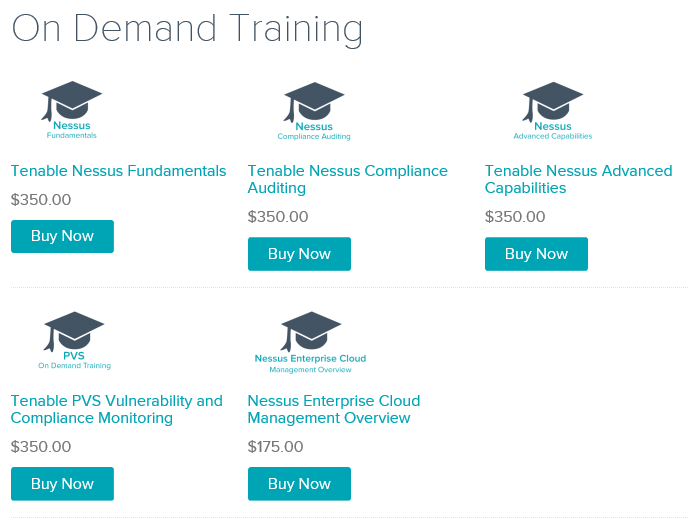 On Demand Training
Nessus
Fundamentals
Tenable Nessus Fundamentals
$350.00
Buy Now
Nessus
Compliance Auditing
Tenable Nessus Compliance
Auditing
$350.00
Buy Now
Nessus
Advanced Capabilities
Tenable Nessus Advanced
Capabilities
$350.00
Buy Now
PVS
On Demand Training
Tenable PVS Vulnerability and
Compliance Monitoring
$350.00
Buy Now
Nessus Enterprise Cloud
Management Overview
Nessus Enterprise Cloud
Management Overview
$175.00
Buy Now